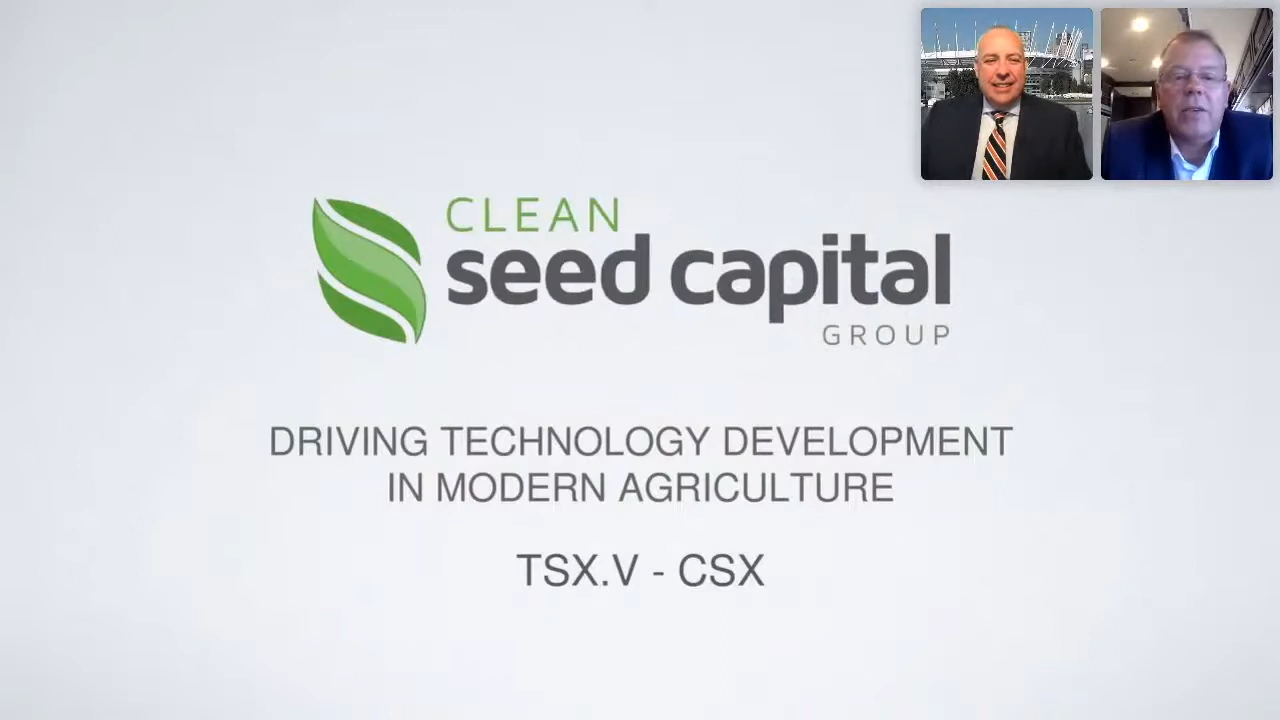 CLEAN
seed capital
GROUP
DRIVING TECHNOLOGY DEVELOPMENT
IN MODERN AGRICULTURE
TSX.V - CSX